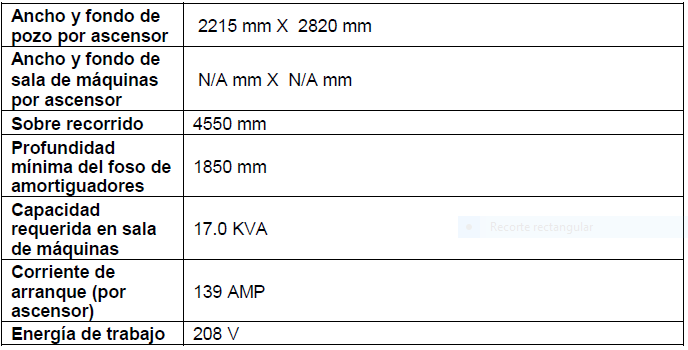 Ancho y fondo de
pozo por ascensor
2215 mm X  2820 mm
Ancho y fondo de
sala de máquinas
por ascensor
N/A mm X  N/A mm
Sobre recorrido
4550 mm
Profundidad
mínima del foso de
amortiguadores
1850 mm
Capacidad
requerida en sala
de máquinas
17.0 KVA
Recorte rectangular
Corriente de
arranque (por
ascensor)
139 AMP
Energía de trabajo
208 V